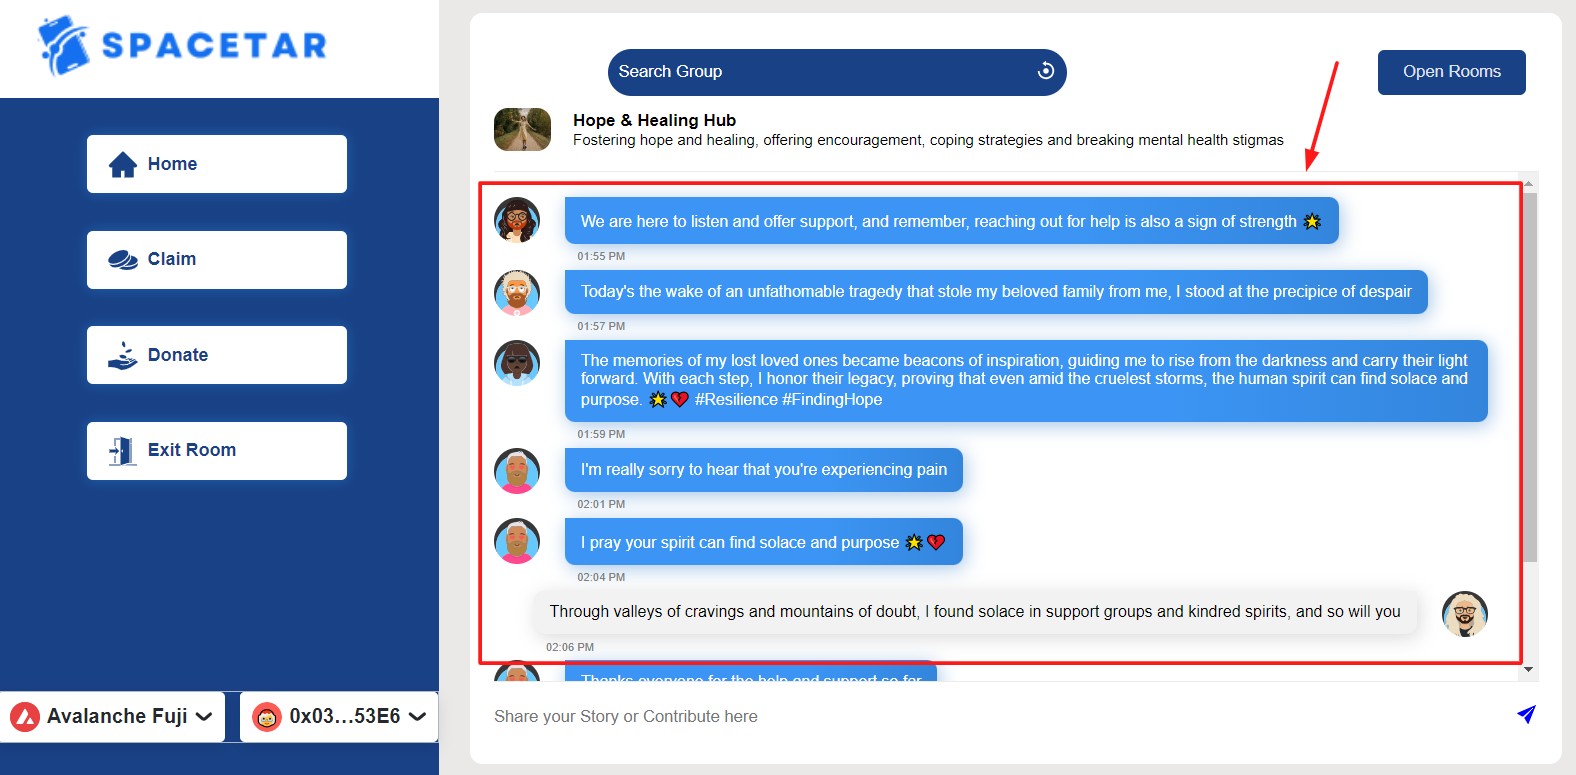 SPACETAR
Home
Claim
Donate
Exit Room
Avalanche Fuji
0x03...53E6
Search Group
Open Rooms
Hope & Healing Hub
Fostering hope and healing, offering encouragement, coping strategies and breaking mental health stigmas
We are here to listen and offer support, and remember, reaching out for help is also a sign of strength 🌟
01:55 PM
Today's the wake of an unfathomable tragedy that stole my beloved family from me, I stood at the precipice of despair
01:57 PM
The memories of my lost loved ones became beacons of inspiration, guiding me to rise from the darkness and carry their light
forward. With each step, I honor their legacy, proving that even amid the cruelest storms, the human spirit can find solace and
purpose. 🌟💔 #Resilience #FindingHope
01:59 PM
I'm really sorry to hear that you're experiencing pain
02:01 PM
I pray your spirit can find solace and purpose 🌟💔
02:04 PM
Through valleys of cravings and mountains of doubt, I found solace in support groups and kindred spirits, and so will you
02:06 PM
Thanks everyone for the help and support so far
Share your Story or Contribute here